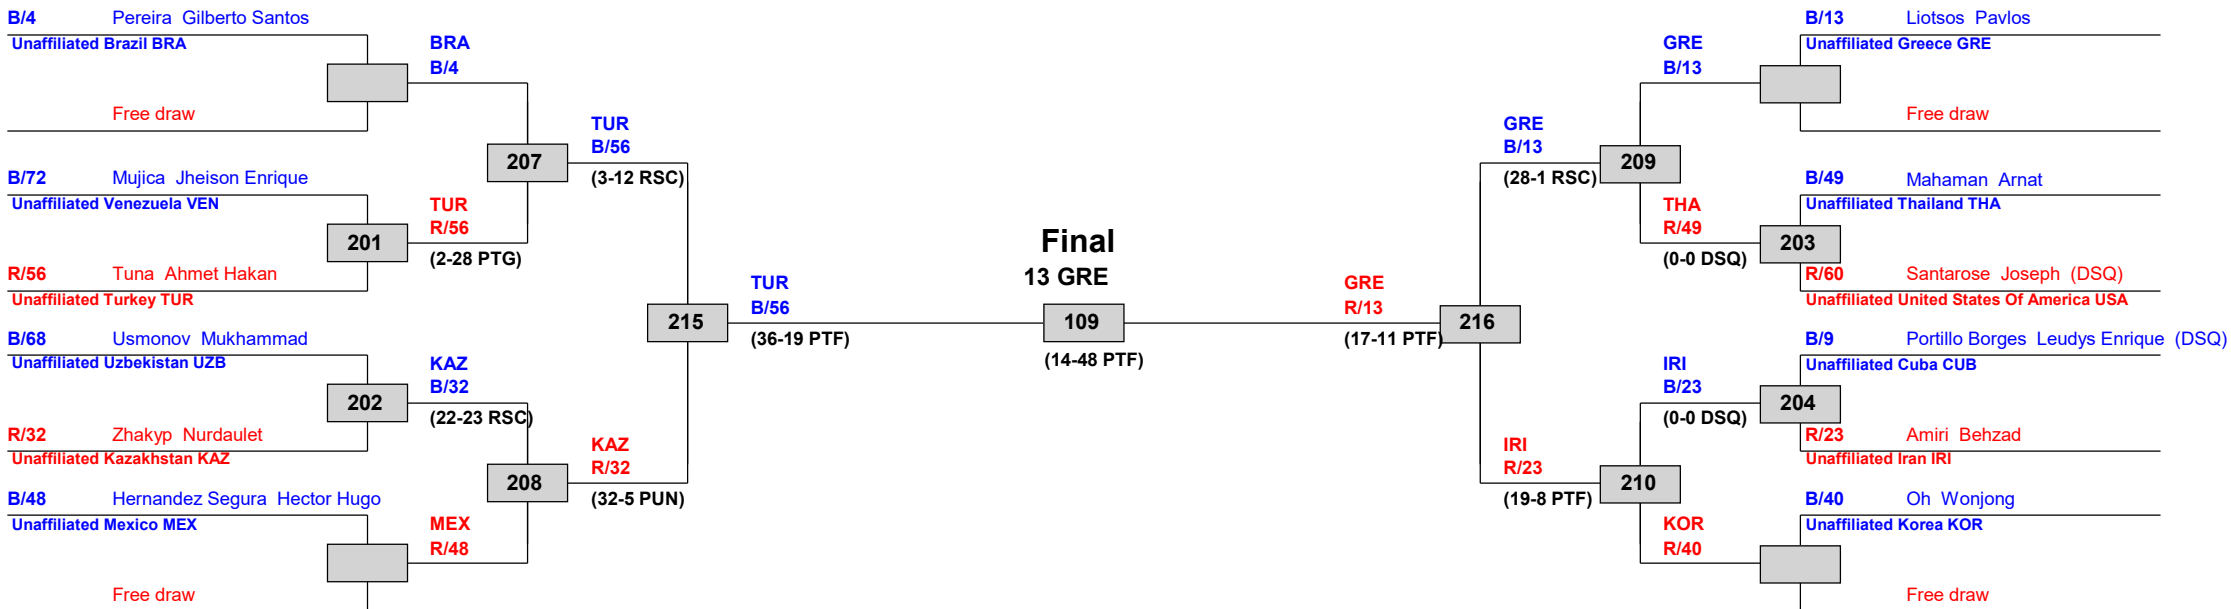 B/4 Pereira Gilberto Santos
Unaffiliated Brazil BRA
Free draw
B/72 Mujica Jheison Enrique
Unaffiliated Venezuela VEN
R/56 Tuna Ahmet Hakan
Unaffiliated Turkey TUR
B/68 Usmonov Mukhammad
Unaffiliated Uzbekistan UZB
R/32 Zhakyp Nurdaulet
Unaffiliated Kazakhstan KAZ
B/48 Hernandez Segura Hector Hugo
Unaffiliated Mexico MEX
Free draw
201
202
BRA
B/4
TUR
R/56
(2-28 PTG)
KAZ
B/32
(22-23 RSC)
MEX
R/48
207
208
TUR
B/56
(3-12 RSC)
KAZ
R/32
(32-5 PUN)
215
TUR
B/56
(36-19 PTF)
Final
13 GRE
109
(14-48 PTF)
GRE
R/13
(17-11 PTF)
216
GRE
B/13
(28-1 RSC)
IRI
R/23
(19-8 PTF)
209
210
GRE
B/13
THA
R/49
(0-0 DSQ)
IRI
B/23
(0-0 DSQ)
KOR
R/40
203
204
B/13 Liotsos Pavlos
Unaffiliated Greece GRE
Free draw
B/49 Mahaman Arnat
Unaffiliated Thailand THA
R/60 Santarose Joseph (DSQ)
Unaffiliated United States Of America USA
B/9 Portillo Borges Leudys Enrique (DSQ)
Unaffiliated Cuba CUB
R/23 Amiri Behzad
Unaffiliated Iran IRI
B/40 Oh Wonjong
Unaffiliated Korea KOR
Free draw